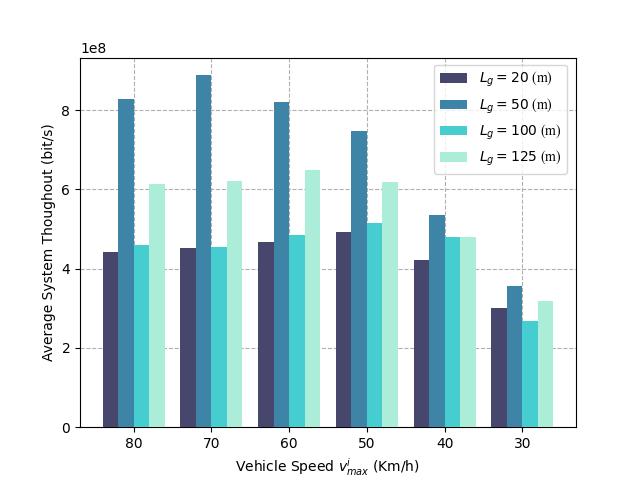 1e8
8
6
4
2
0
Average System Thoughout (bit/s)
L_g = 20 (m)
L_g = 50 (m)
L_g = 100 (m)
L_g = 125 (m)
80 70 60 50 40 30
Vehicle Speed v^i_max (Km/h)